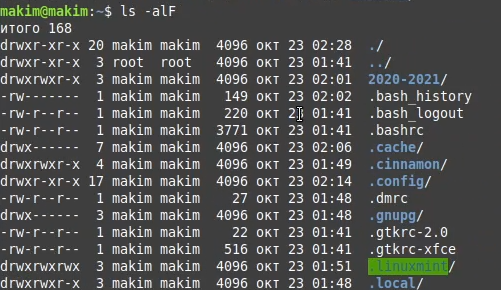 makim@makim:~$ ls -alF
итого 168
drwxr-xr-x 20 makim makim 4096 окт 23 02:28 ./
drwxr-xr-x 3 root root 4096 окт 23 01:41 ../
drwxrwxr-x 3 makim makim 4096 окт 23 02:01 2020-2021/
-rw------- 1 makim makim 149 окт 23 02:02 .bash_history
-rw-r--r-- 1 makim makim 220 окт 23 01:41 .bash_logout
-rw-r--r-- 1 makim makim 3771 окт 23 01:41 .bashrc
drwx------ 7 makim makim 4096 окт 23 02:06 .cache/
drwxrwxr-x 4 makim makim 4096 окт 23 01:49 .cinnamon/
drwxr-xr-x 17 makim makim 4096 окт 23 02:14 .config/
-rw-r--r-- 1 makim makim 27 окт 23 01:48 .dmrc
drwx------ 3 makim makim 4096 окт 23 01:48 .gnupg/
-rw-r--r-- 1 makim makim 22 окт 23 01:41 .gtkrc-2.0
-rw-r--r-- 1 makim makim 516 окт 23 01:41 .gtkrc-xfce
drwxrwxrwx 3 makim makim 4096 окт 23 01:51 .linuxmint/
drwxr-xr-x 3 makim makim 4096 окт 23 01:48 .local/